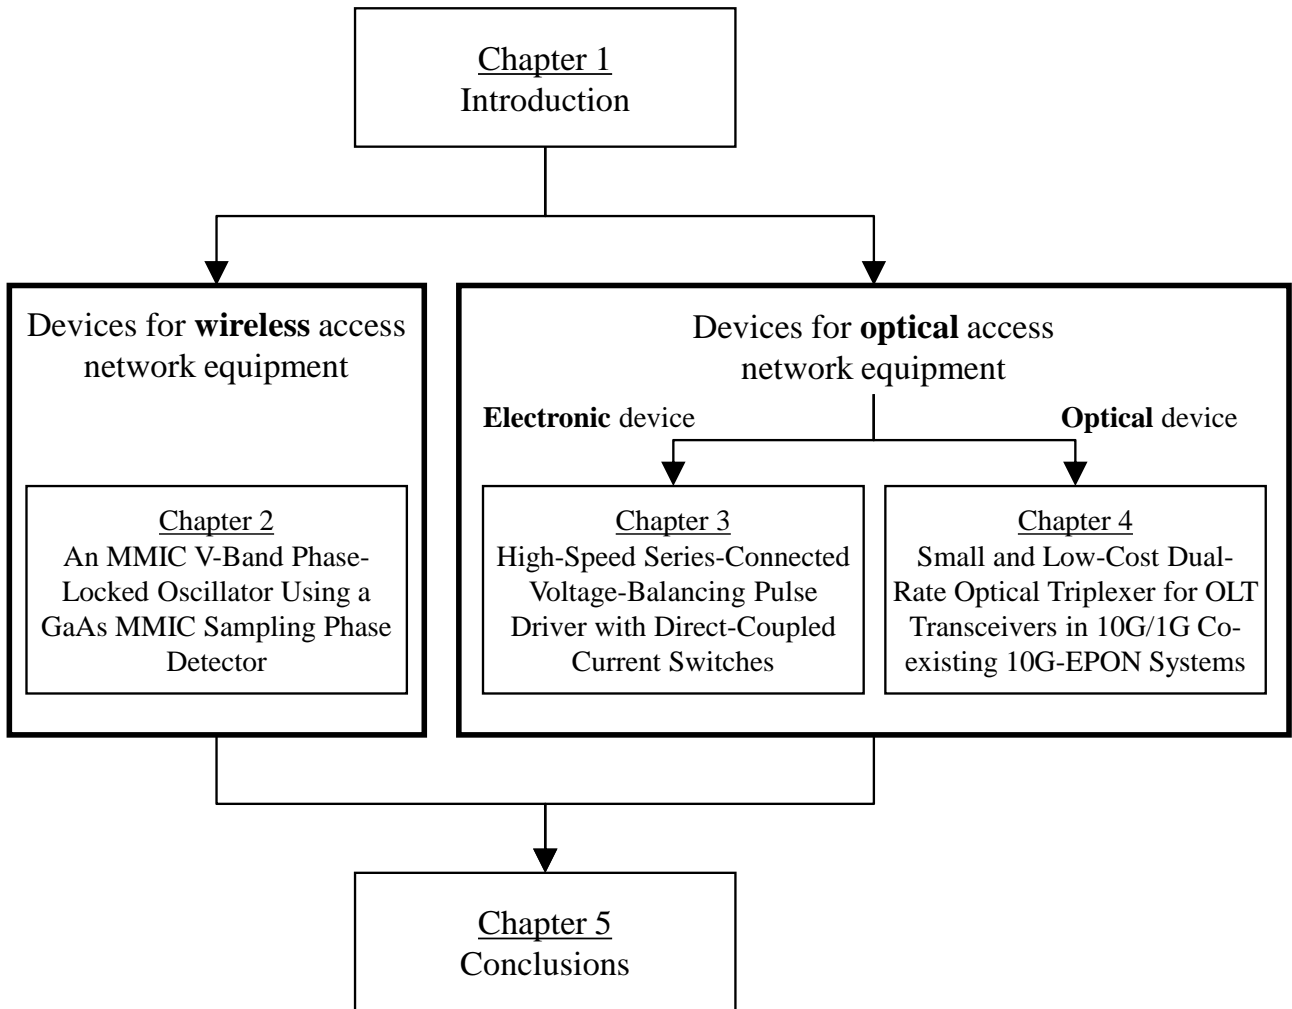 Chapter 1
Introduction
Devices for wireless access
network equipment
Chapter 2
An MMIC V-Band Phase-
Locked Oscillator Using a
GaAs MMIC Sampling Phase
Detector
Devices for optical access
network equipment
Electronic device
Optical device
Chapter 3
High-Speed Series-Connected
Voltage-Balancing Pulse
Driver with Direct-Coupled
Current Switches
Chapter 4
Small and Low-Cost Dual-
Rate Optical Triplexer for OLT
Transceivers in 10G/1G Co-
existing 10G-EPON Systems
Chapter 5
Conclusions